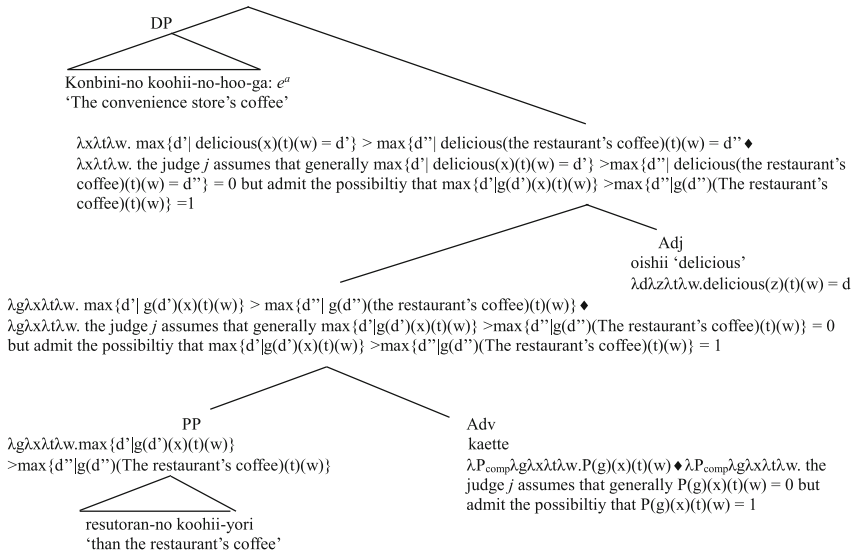 DP
Konbini-no koohii-no-hoo-ga: eᵃ
‘The convenience store’s coffee’
λxλtλw. max{d’| delicious(x)(t)(w) = d’} > max{d’’| delicious(the restaurant’s coffee)(t)(w) = d’’♦
λxλtλw. the judge j assumes that generally max{d’| delicious(x)(t)(w) = d’} >max{d’’| delicious(the restaurant’s
coffee)(t)(w) = d’’} = 0 but admit the possibiltiy that max{d’|g(d’)(x)(t)(w)} >max{d’’|g(d’’)(The restaurant’s
coffee)(t)(w)} =1
Adj
oishii ‘delicious’
λdλzλtλw.delicious(z)(t)(w) = d
λgλxλtλw. max{d’| g(d’)(x)(t)(w)} > max{d’’| g(d’’)(the restaurant’s coffee)(t)(w)}♦
λgλxλtλw. the judge j assumes that generally max{d’|g(d’)(x)(t)(w)} >max{d’’|g(d’’)(The restaurant’s coffee)(t)(w)} = 0
but admit the possibiltiy that max{d’|g(d’)(x)(t)(w)} >max{d’’|g(d’’)(The restaurant’s coffee)(t)(w)} = 1
PP
λgλxλtλw.max{d’|g(d’)(x)(t)(w)}
>max{d’’|g(d’’)(The restaurant’s coffee)(t)(w)}
resutoran-no koohii-yori
‘than the restaurant’s coffee’
Adv
kaette
λP_compλgλxλtλw.P(g)(x)(t)(w)♦λP_compλgλxλtλw. the
judge j assumes that generally P(g)(x)(t)(w) = 0 but
admit the possibiltiy that P(g)(x)(t)(w) = 1